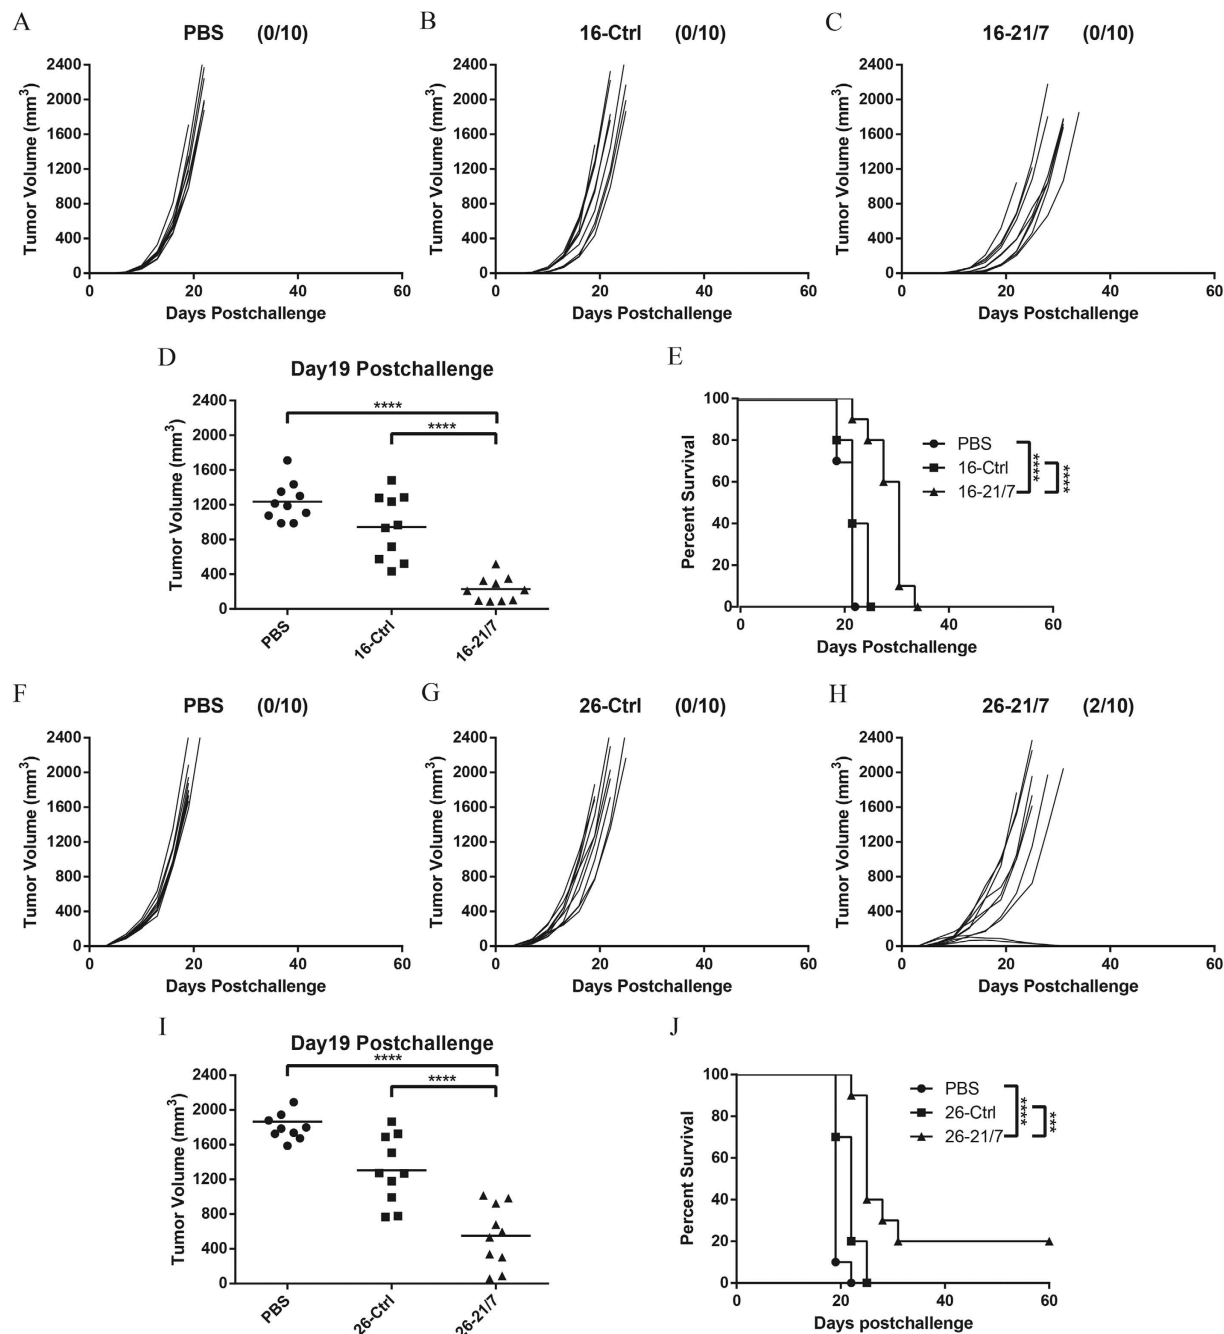 A
PBS (0/10)
2400
2000
1600
1200
800
400
0
Tumor Volume (mm3)
0 20 40 60
Days Postchallenge
B
16-Ctrl (0/10)
2400
2000
1600
1200
800
400
0
Tumor Volume (mm3)
0 20 40 60
Days Postchallenge
C
16-21/7 (0/10)
2400
2000
1600
1200
800
400
0
Tumor Volume (mm3)
0 20 40 60
Days Postchallenge
D
Day19 Postchallenge
2400
2000
1600
1200
800
400
0
Tumor Volume (mm3)
****
****
PBS
16-Ctrl
16-21/7
E
100
80
60
40
20
0
Percent Survival
0 20 40 60
Days Postchallenge
PBS
16-Ctrl
16-21/7
****
****
F
PBS (0/10)
2400
2000
1600
1200
800
400
0
Tumor Volume (mm3)
0 20 40 60
Days Postchallenge
G
26-Ctrl (0/10)
2400
2000
1600
1200
800
400
0
Tumor Volume (mm3)
0 20 40 60
Days Postchallenge
H
26-21/7 (2/10)
2400
2000
1600
1200
800
400
0
Tumor Volume (mm3)
0 20 40 60
Days Postchallenge
I
Day19 Postchallenge
****
****
2400
2000
1600
1200
800
400
0
Tumor Volume (mm3)
PBS
26-Ctrl
26-21/7
J
100
80
60
40
20
0
Percent Survival
0 20 40 60
Days postchallenge
PBS
26-Ctrl
26-21/7
****
***